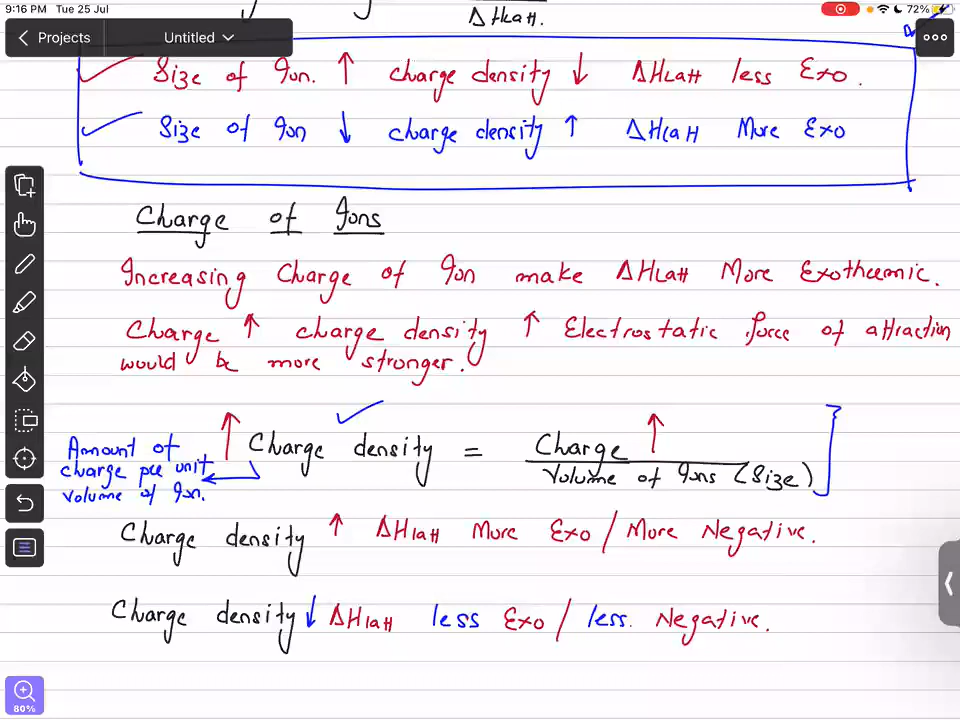 9:16 PM Tue 25 Jul
72%
ΔHLatt.
Projects
Untitled
Size of Ion. ↑ charge density ↓ ΔHLatt less Exo.
Size of Ion ↓ charge density ↑ ΔHLatt More Exo
Charge of Ions
Increasing Charge of Ion make ΔHLatt More Exothermic.
Charge ↑ charge density ↑ Electrostatic force of attraction
would be more stronger.
Amount of
charge per unit
volume of Ion.
↑ Charge density = Charge ↑
Volume of Ions (Size)
Charge density ↑ ΔHlatt More Exo / More Negative.
Charge density ↓ ΔHlatt less Exo / less. Negative.
80%